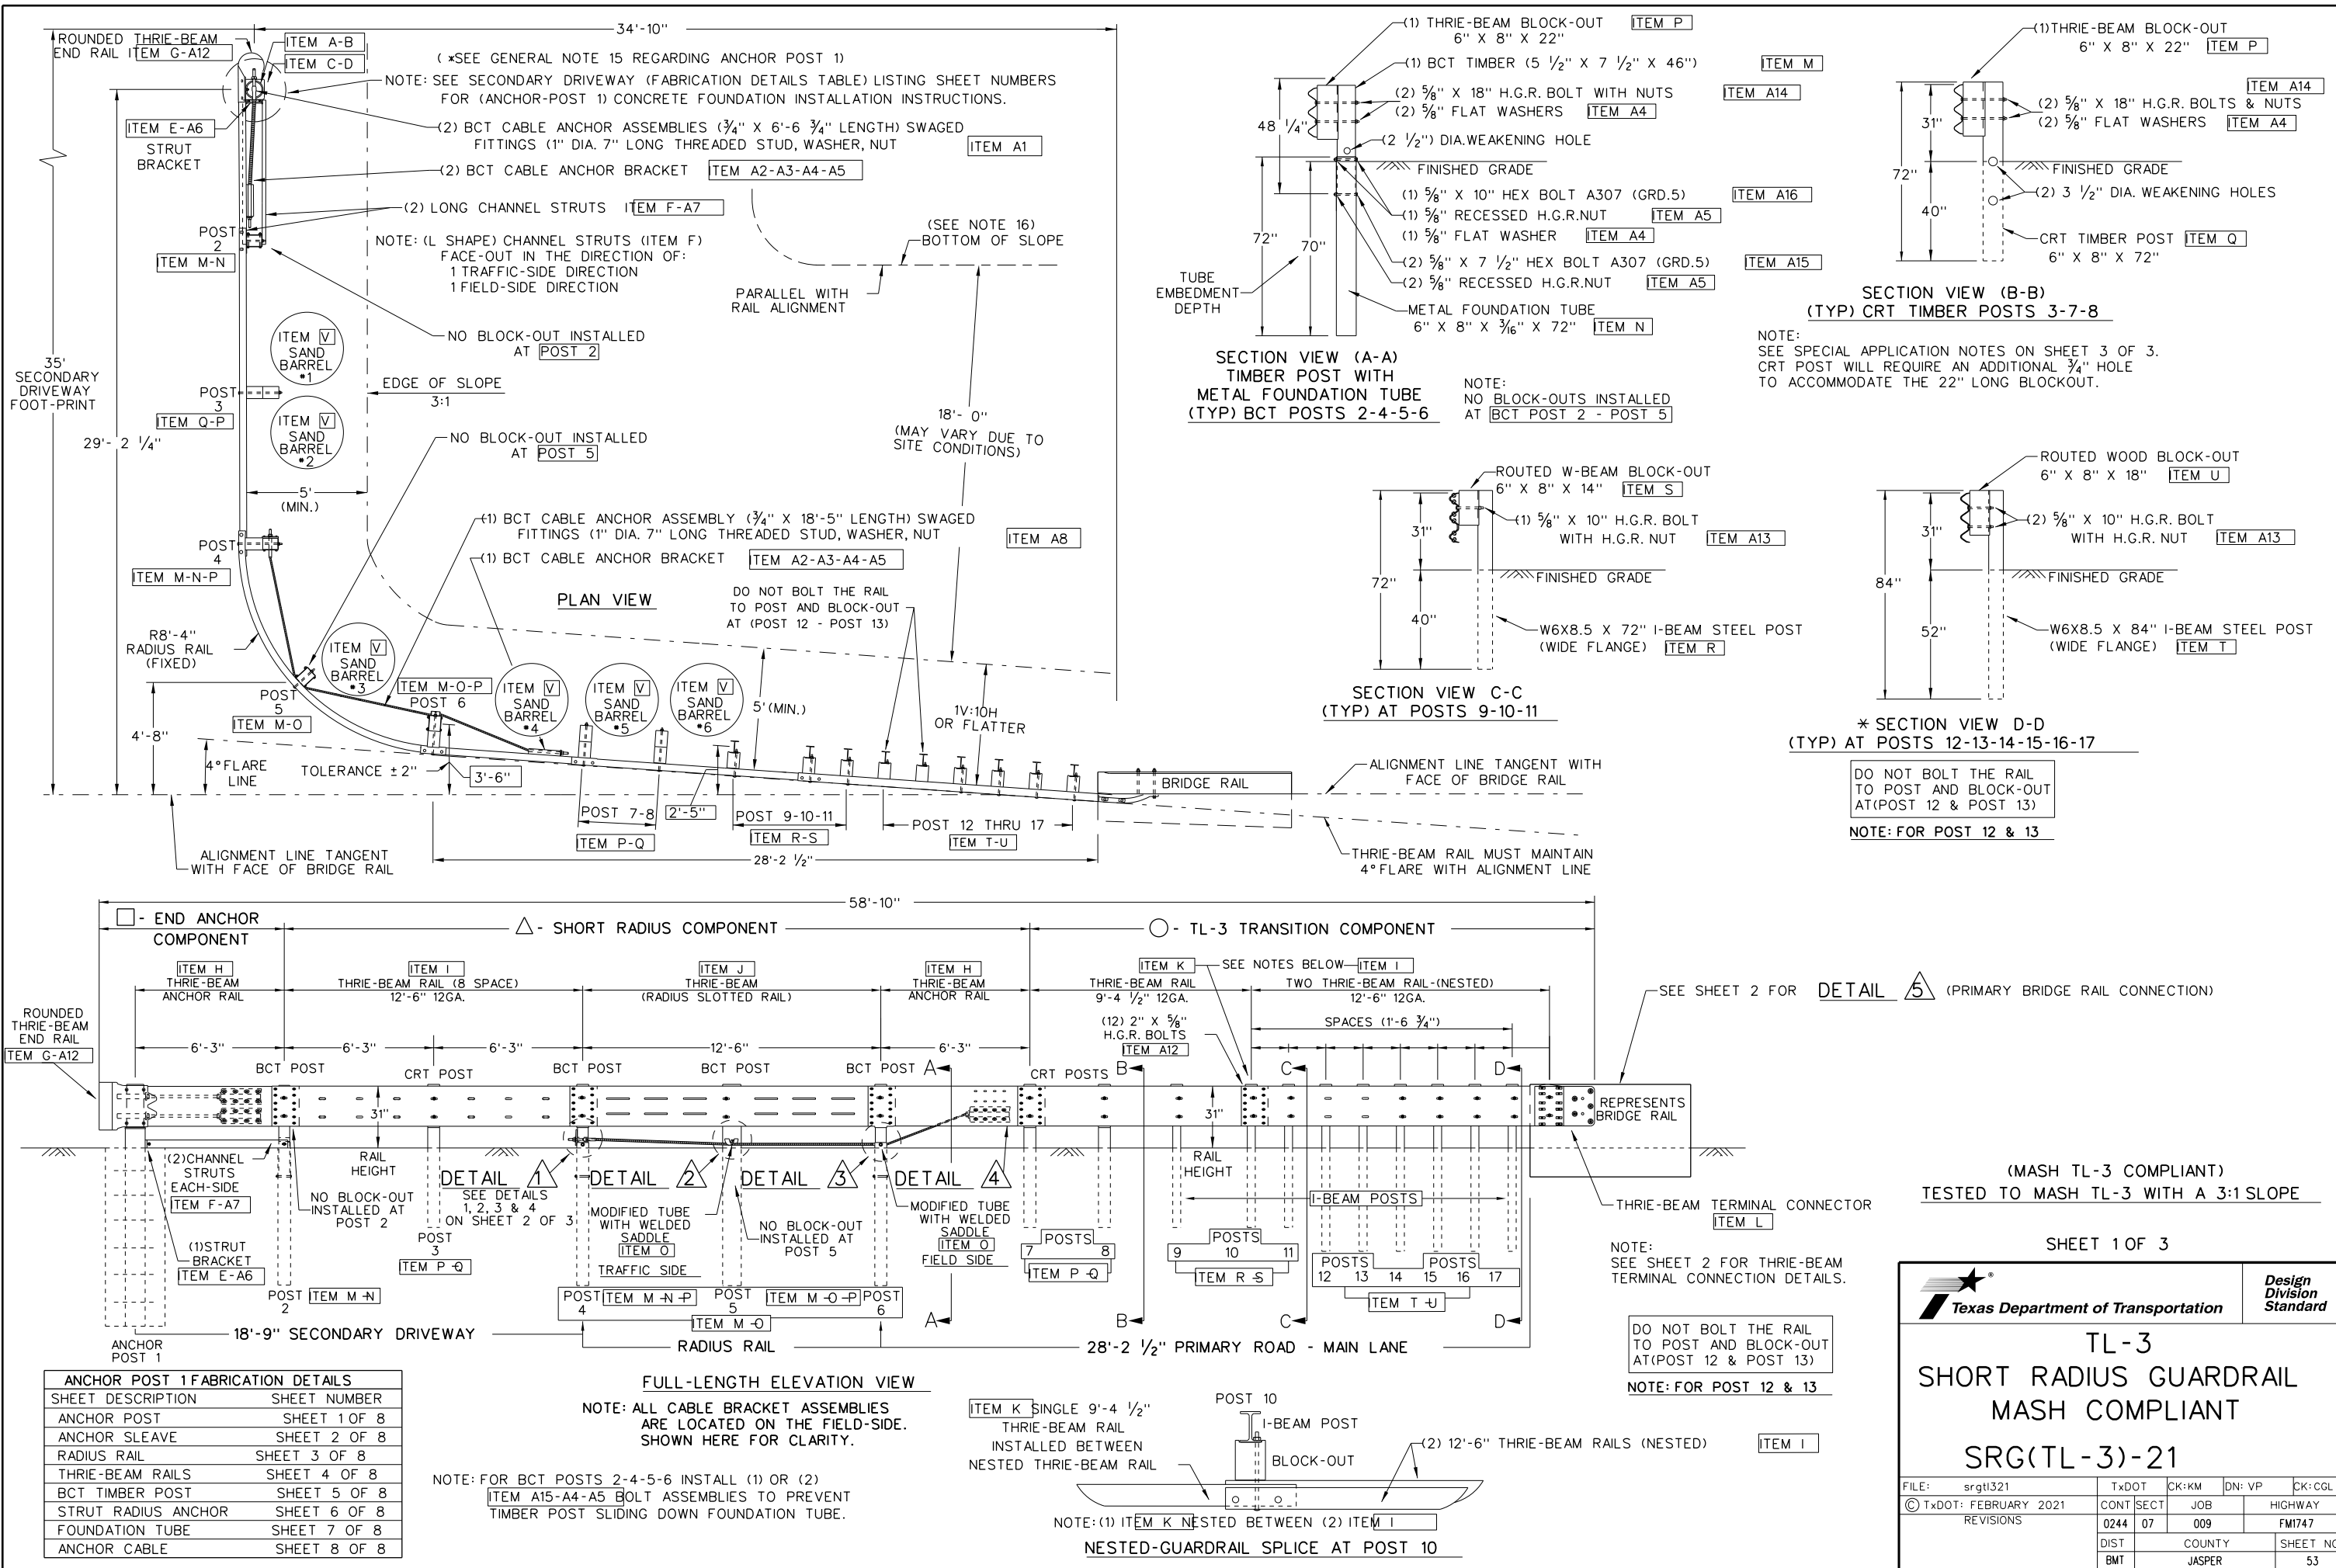 34'-10"
ROUNDED THRIE-BEAM
END RAIL ITEM G-A12
ITEM A-B
ITEM C-D
( *SEE GENERAL NOTE 15 REGARDING ANCHOR POST 1)
NOTE: SEE SECONDARY DRIVEWAY (FABRICATION DETAILS TABLE) LISTING SHEET NUMBERS
FOR (ANCHOR-POST 1) CONCRETE FOUNDATION INSTALLATION INSTRUCTIONS.
ITEM E-A6
STRUT
BRACKET
(2) BCT CABLE ANCHOR ASSEMBLIES (3/4" X 6'-6 3/4" LENGTH) SWAGED
FITTINGS (1" DIA. 7" LONG THREADED STUD, WASHER, NUT
ITEM A1
(2) BCT CABLE ANCHOR BRACKET ITEM A2-A3-A4-A5
(2) LONG CHANNEL STRUTS ITEM F-A7
POST
2
ITEM M-N
NOTE: (L SHAPE) CHANNEL STRUTS (ITEM F)
FACE-OUT IN THE DIRECTION OF:
1 TRAFFIC-SIDE DIRECTION
1 FIELD-SIDE DIRECTION
(SEE NOTE 16)
BOTTOM OF SLOPE
PARALLEL WITH
RAIL ALIGNMENT
NO BLOCK-OUT INSTALLED
AT POST 2
ITEM V
SAND
BARREL
#1
35'
SECONDARY
DRIVEWAY
FOOT-PRINT
POST
3
ITEM Q-P
EDGE OF SLOPE
3:1
ITEM V
SAND
BARREL
#2
29'- 2 1/4"
NO BLOCK-OUT INSTALLED
AT POST 5
18'- 0"
(MAY VARY DUE TO
SITE CONDITIONS)
5'
(MIN.)
(1) BCT CABLE ANCHOR ASSEMBLY (3/4" X 18'-5" LENGTH) SWAGED
FITTINGS (1" DIA. 7" LONG THREADED STUD, WASHER, NUT
ITEM A8
(1) BCT CABLE ANCHOR BRACKET ITEM A2-A3-A4-A5
POST
4
ITEM M-N-P
PLAN VIEW
DO NOT BOLT THE RAIL
TO POST AND BLOCK-OUT
AT (POST 12 - POST 13)
R8'-4"
RADIUS RAIL
(FIXED)
ITEM V
SAND
BARREL
#3
ITEM M-O-P
POST 6
ITEM V
SAND
BARREL
#4
ITEM V
SAND
BARREL
#5
ITEM V
SAND
BARREL
#6
5'(MIN.)
1V:10H
OR FLATTER
POST
5
ITEM M-O
4'-8"
4° FLARE
LINE
TOLERANCE ±2"
3'-6"
POST 7-8
ITEM P-Q
2'-5"
POST 9-10-11
ITEM R-S
POST 12 THRU 17
ITEM T-U
BRIDGE RAIL
ALIGNMENT LINE TANGENT WITH
FACE OF BRIDGE RAIL
28'-2 1/2"
ALIGNMENT LINE TANGENT
WITH FACE OF BRIDGE RAIL
THRIE-BEAM RAIL MUST MAINTAIN
4° FLARE WITH ALIGNMENT LINE
(1) THRIE-BEAM BLOCK-OUT ITEM P
6" X 8" X 22"
(1) BCT TIMBER (5 1/2" X 7 1/2" X 46") ITEM M
(2) 5/8" X 18" H.G.R. BOLT WITH NUTS ITEM A14
(2) 5/8" FLAT WASHERS ITEM A4
48 1/4"
(2 1/2") DIA. WEAKENING HOLE
FINISHED GRADE
(1) 5/8" X 10" HEX BOLT A307 (GRD.5) ITEM A16
(1) 5/8" RECESSED H.G.R.NUT ITEM A5
(1) 5/8" FLAT WASHER ITEM A4
72"
70"
(2) 5/8" X 7 1/2" HEX BOLT A307 (GRD.5) ITEM A15
(2) 5/8" RECESSED H.G.R.NUT ITEM A5
TUBE
EMBEDMENT
DEPTH
METAL FOUNDATION TUBE
6" X 8" X 3/16" X 72" ITEM N
SECTION VIEW (A-A)
TIMBER POST WITH
METAL FOUNDATION TUBE
(TYP) BCT POSTS 2-4-5-6
NOTE:
NO BLOCK-OUTS INSTALLED
AT BCT POST 2 - POST 5
(1)THRIE-BEAM BLOCK-OUT
6" X 8" X 22" ITEM P
ITEM A14
(2) 5/8" X 18" H.G.R. BOLTS & NUTS
(2) 5/8" FLAT WASHERS ITEM A4
31"
FINISHED GRADE
72"
(2) 3 1/2" DIA. WEAKENING HOLES
40"
CRT TIMBER POST ITEM Q
6" X 8" X 72"
SECTION VIEW (B-B)
(TYP) CRT TIMBER POSTS 3-7-8
NOTE:
SEE SPECIAL APPLICATION NOTES ON SHEET 3 OF 3.
CRT POST WILL REQUIRE AN ADDITIONAL 3/4" HOLE
TO ACCOMMODATE THE 22" LONG BLOCKOUT.
ROUTED W-BEAM BLOCK-OUT
6" X 8" X 14" ITEM S
31"
(1) 5/8" X 10" H.G.R. BOLT
WITH H.G.R. NUT ITEM A13
72"
FINISHED GRADE
40"
W6X8.5 X 72" I-BEAM STEEL POST
(WIDE FLANGE) ITEM R
SECTION VIEW C-C
(TYP) AT POSTS 9-10-11
ROUTED WOOD BLOCK-OUT
6" X 8" X 18" ITEM U
31"
(2) 5/8" X 10" H.G.R. BOLT
WITH H.G.R. NUT ITEM A13
84"
FINISHED GRADE
52"
W6X8.5 X 84" I-BEAM STEEL POST
(WIDE FLANGE) ITEM T
* SECTION VIEW D-D
(TYP) AT POSTS 12-13-14-15-16-17
DO NOT BOLT THE RAIL
TO POST AND BLOCK-OUT
AT(POST 12 & POST 13)
NOTE: FOR POST 12 & 13
58'-10"
□ - END ANCHOR
COMPONENT
△ - SHORT RADIUS COMPONENT
○ - TL-3 TRANSITION COMPONENT
ITEM H
THRIE-BEAM
ANCHOR RAIL
ITEM I
THRIE-BEAM RAIL (8 SPACE)
12'-6" 12GA.
ITEM J
THRIE-BEAM
(RADIUS SLOTTED RAIL)
ITEM H
THRIE-BEAM
ANCHOR RAIL
ITEM K SEE NOTES BELOW ITEM I
THRIE-BEAM RAIL
9'-4 1/2" 12GA.
TWO THRIE-BEAM RAIL-(NESTED)
12'-6" 12GA.
SEE SHEET 2 FOR DETAIL 5 (PRIMARY BRIDGE RAIL CONNECTION)
ROUNDED
THRIE-BEAM
END RAIL
ITEM G-A12
(12) 2" X 5/8"
H.G.R. BOLTS
ITEM A12
SPACES (1'-6 3/4")
6'-3" 6'-3" 6'-3" 12'-6" 6'-3"
BCT POST CRT POST BCT POST BCT POST BCT POST A CRT POSTS B C D
31"
31"
REPRESENTS
BRIDGE RAIL
(2)CHANNEL
STRUTS
EACH-SIDE
ITEM F-A7
RAIL
HEIGHT
DETAIL 1
SEE DETAILS
1, 2, 3 & 4
ON SHEET 2 OF 3
DETAIL 2
DETAIL 3
DETAIL 4
RAIL
HEIGHT
NO BLOCK-OUT
INSTALLED AT
POST 2
MODIFIED TUBE
WITH WELDED
SADDLE
ITEM O
TRAFFIC SIDE
NO BLOCK-OUT
INSTALLED AT
POST 5
MODIFIED TUBE
WITH WELDED
SADDLE
ITEM O
FIELD SIDE
I-BEAM POSTS
THRIE-BEAM TERMINAL CONNECTOR
ITEM L
(1)STRUT
BRACKET
ITEM E-A6
POST
3
ITEM P-Q
POSTS
7 8
ITEM P-Q
POSTS
9 10 11
ITEM R-S
POSTS POSTS
12 13 14 15 16 17
ITEM T-U
NOTE:
SEE SHEET 2 FOR THRIE-BEAM
TERMINAL CONNECTION DETAILS.
POST
2
ITEM M-N
POST
4
ITEM M-N-P
POST
5
ITEM M-O
ITEM M-O-P
POST
6
A B C D
ANCHOR
POST 1
18'-9" SECONDARY DRIVEWAY
RADIUS RAIL
28'-2 1/2" PRIMARY ROAD - MAIN LANE
DO NOT BOLT THE RAIL
TO POST AND BLOCK-OUT
AT(POST 12 & POST 13)
NOTE: FOR POST 12 & 13
FULL-LENGTH ELEVATION VIEW
NOTE: ALL CABLE BRACKET ASSEMBLIES
ARE LOCATED ON THE FIELD-SIDE.
SHOWN HERE FOR CLARITY.
NOTE: FOR BCT POSTS 2-4-5-6 INSTALL (1) OR (2)
ITEM A15-A4-A5 BOLT ASSEMBLIES TO PREVENT
TIMBER POST SLIDING DOWN FOUNDATION TUBE.
ANCHOR POST 1 FABRICATION DETAILS
SHEET DESCRIPTION SHEET NUMBER
ANCHOR POST SHEET 1 OF 8
ANCHOR SLEAVE SHEET 2 OF 8
RADIUS RAIL SHEET 3 OF 8
THRIE-BEAM RAILS SHEET 4 OF 8
BCT TIMBER POST SHEET 5 OF 8
STRUT RADIUS ANCHOR SHEET 6 OF 8
FOUNDATION TUBE SHEET 7 OF 8
ANCHOR CABLE SHEET 8 OF 8
ITEM K SINGLE 9'-4 1/2"
THRIE-BEAM RAIL
INSTALLED BETWEEN
NESTED THRIE-BEAM RAIL
POST 10
I-BEAM POST
BLOCK-OUT
(2) 12'-6" THRIE-BEAM RAILS (NESTED) ITEM I
NOTE: (1) ITEM K NESTED BETWEEN (2) ITEM I
NESTED-GUARDRAIL SPLICE AT POST 10
(MASH TL-3 COMPLIANT)
TESTED TO MASH TL-3 WITH A 3:1 SLOPE
SHEET 1 OF 3
®
Texas Department of Transportation
Design
Division
Standard
TL-3
SHORT RADIUS GUARDRAIL
MASH COMPLIANT
SRG(TL-3)-21
FILE: srgtl321 TxDOT CK:KM DN: VP CK:CGL
© TxDOT: FEBRUARY 2021 CONT SECT JOB HIGHWAY
REVISIONS 0244 07 009 FM1747
DIST COUNTY SHEET NO
BMT JASPER 53